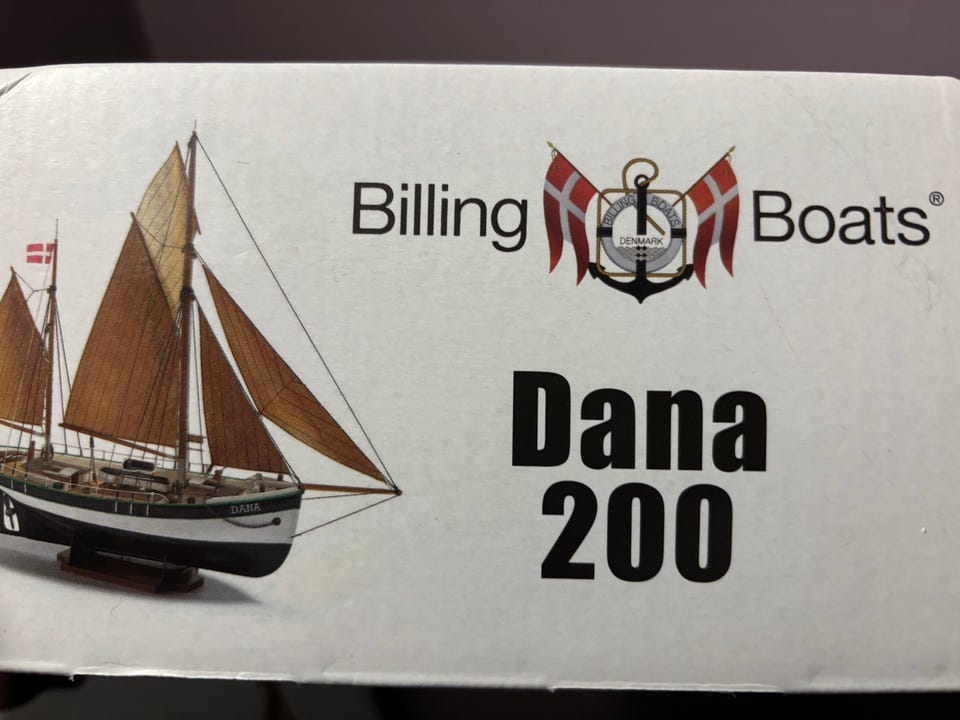 Billing Boats®
BILLING BOATS
DENMARK
Dana
200
DANA